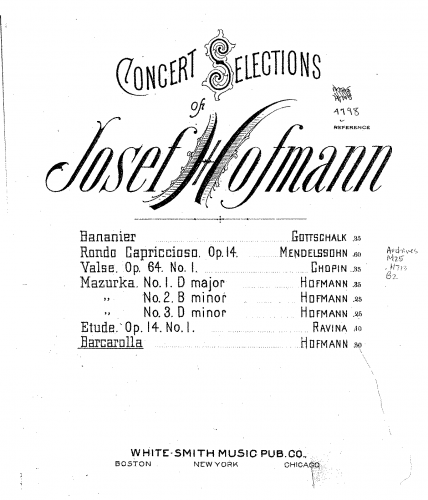 Concert Selections
of
Josef Hofmann
4798
REFERENCE
Bananier Gottschalk .35
Rondo Capriccioso. Op.14. Mendelssohn .60
Valse. Op. 64. No.1. Chopin .35
Mazurka. No.1. D major Hofmann .35
„ No.2. B minor Hofmann .25
„ No.3. D minor Hofmann .25
Etude. Op.14. No.1. Ravina .40
Barcarolla Hofmann .50
Archives
M25
B2
WHITE-SMITH MUSIC PUB. CO.,
BOSTON NEW YORK CHICAGO